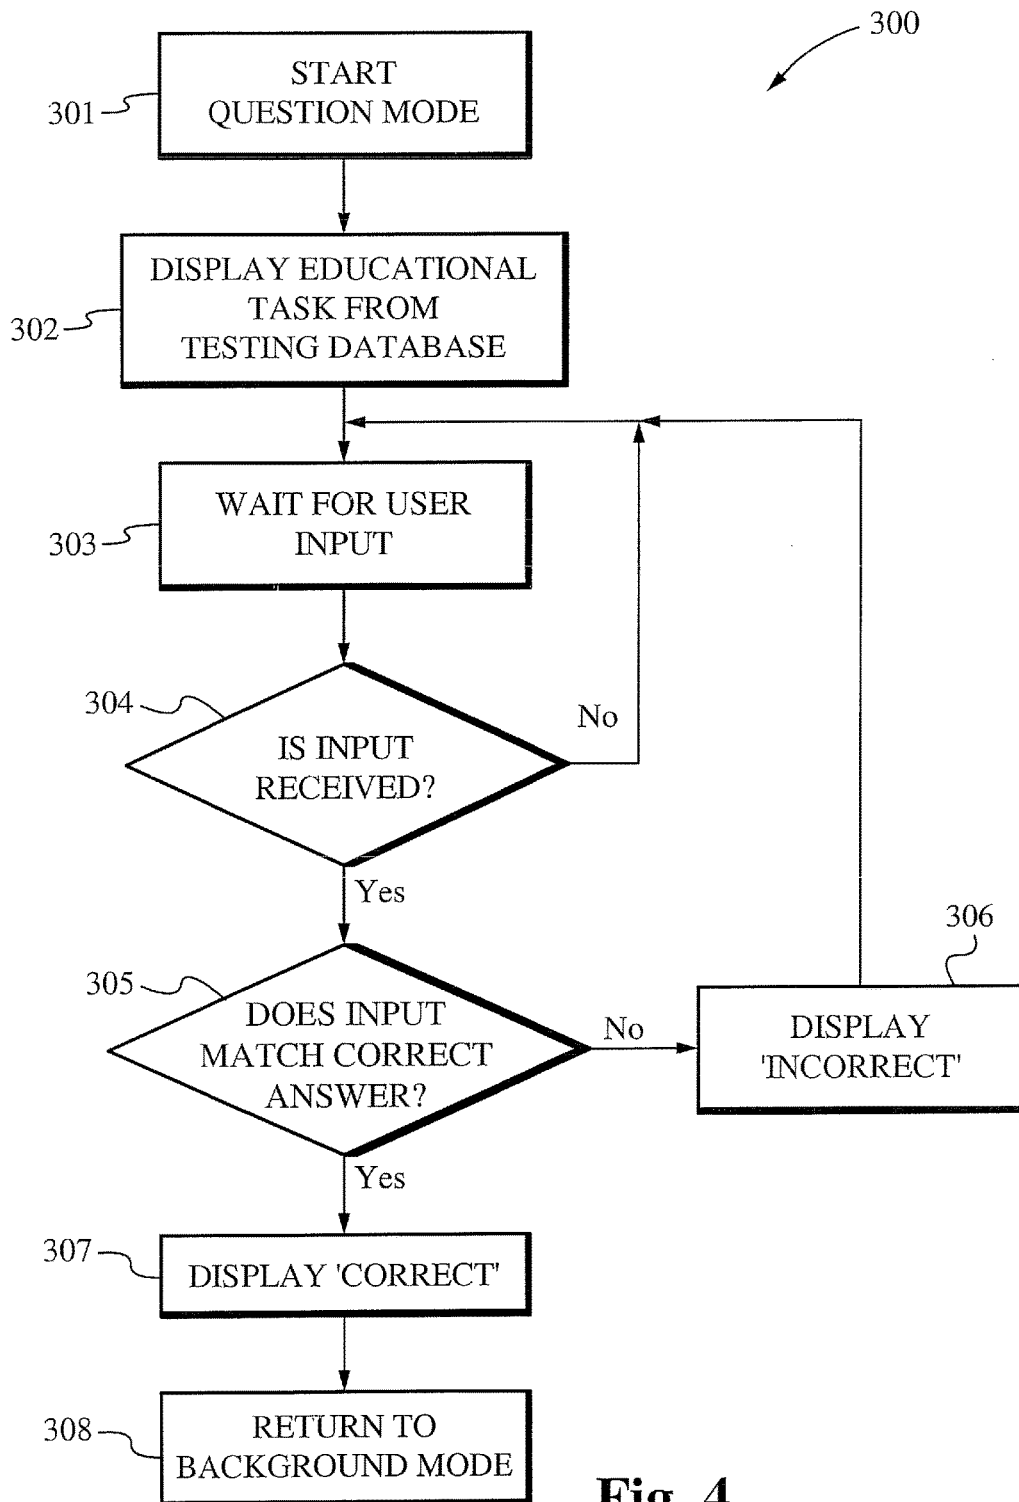 300
301
START
QUESTION MODE
302
DISPLAY EDUCATIONAL
TASK FROM
TESTING DATABASE
303
WAIT FOR USER
INPUT
304
IS INPUT
RECEIVED?
No
Yes
305
DOES INPUT
MATCH CORRECT
ANSWER?
No
306
DISPLAY
'INCORRECT'
Yes
307
DISPLAY 'CORRECT'
308
RETURN TO
BACKGROUND MODE
Fig. 4